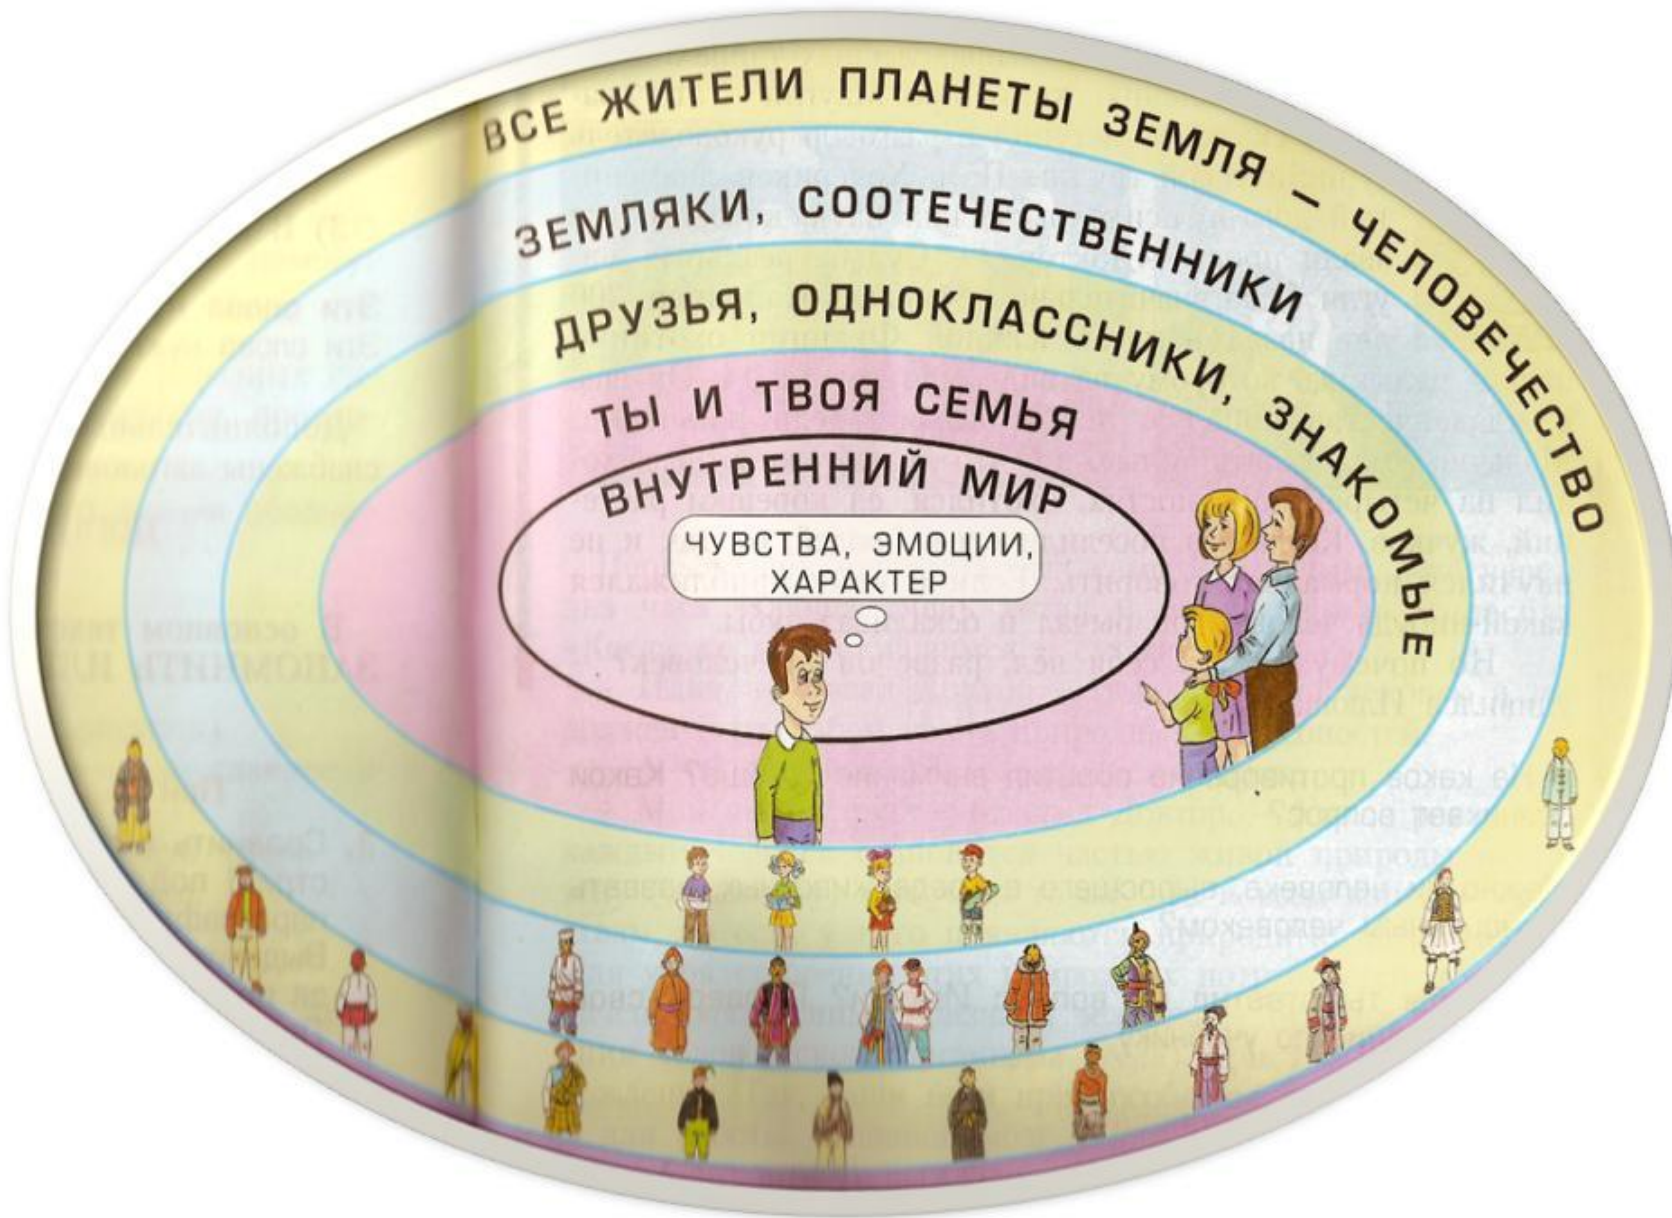 ВСЕ ЖИТЕЛИ ПЛАНЕТЫ ЗЕМЛЯ – ЧЕЛОВЕЧЕСТВО
ЗЕМЛЯКИ, СООТЕЧЕСТВЕННИКИ
ДРУЗЬЯ, ОДНОКЛАССНИКИ, ЗНАКОМЫЕ
ТЫ И ТВОЯ СЕМЬЯ
ВНУТРЕННИЙ МИР
ЧУВСТВА, ЭМОЦИИ,
ХАРАКТЕР